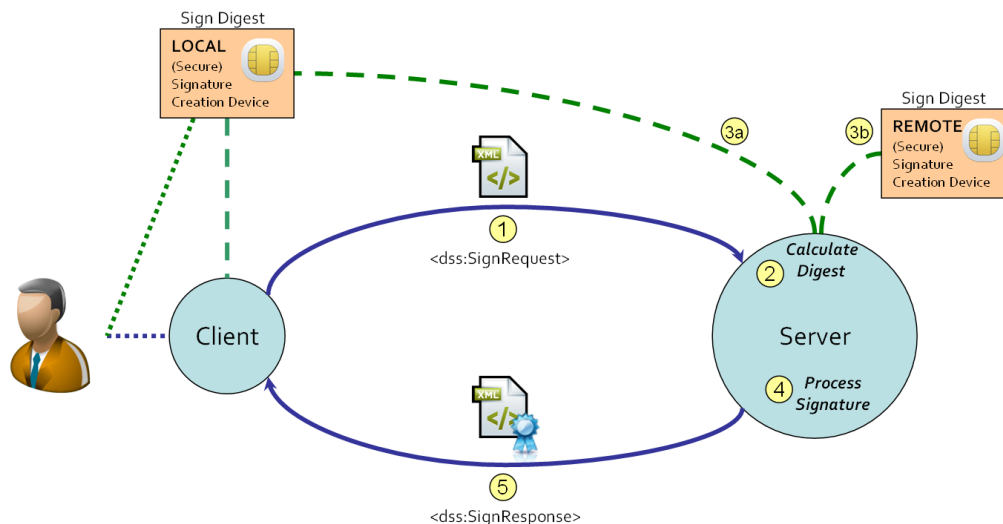 Sign Digest
LOCAL
(Secure)
Signature
Creation Device
3a
3b
Sign Digest
REMOTE
(Secure)
Signature
Creation Device
XML
</>
1
<dss:SignRequest>
Calculate
Digest
2
Client
Server
4
Process
Signature
XML
</>
5
<dss:SignResponse>